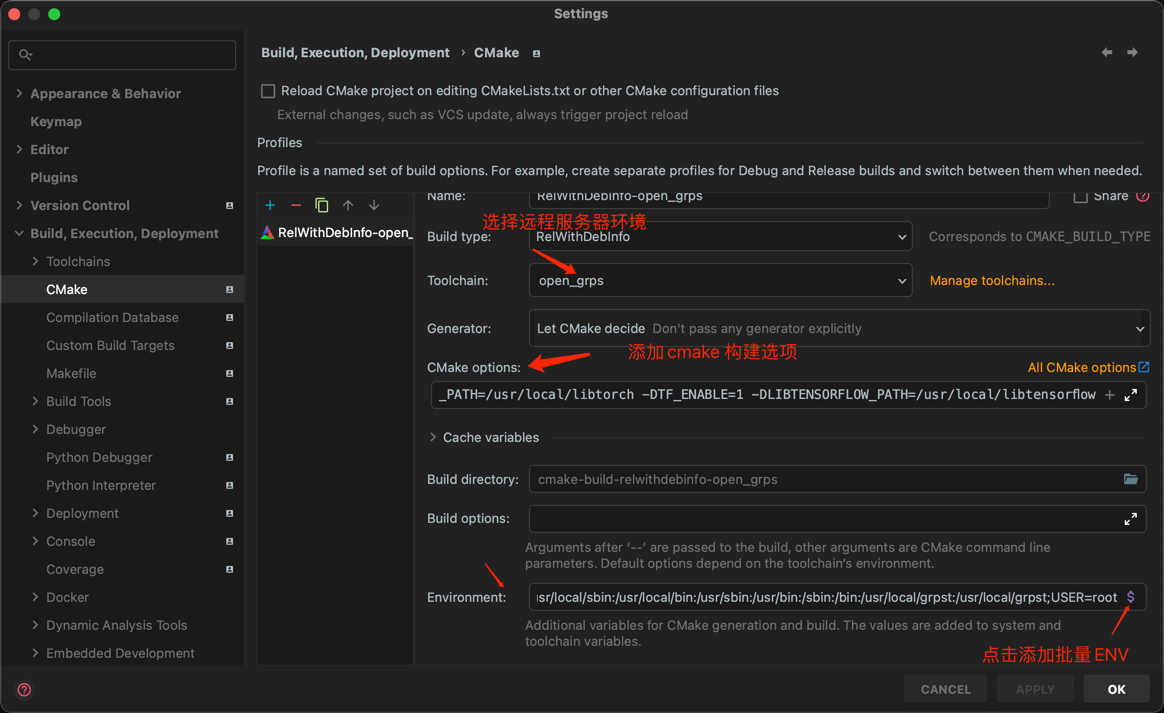 Settings
Build, Execution, Deployment › CMake
Reload CMake project on editing CMakeLists.txt or other CMake configuration files
External changes, such as VCS update, always trigger project reload
Profiles
Profile is a named set of build options. For example, create separate profiles for Debug and Release builds and switch between them when needed.
Appearance & Behavior
Keymap
Editor
Plugins
Version Control
Build, Execution, Deployment
Toolchains
CMake
Compilation Database
Custom Build Targets
Makefile
Build Tools
Debugger
Python Debugger
Python Interpreter
Deployment
Console
Coverage
Docker
Dynamic Analysis Tools
Embedded Development
RelWithDebInfo-open_
Name: RelWithDebInfo-open_grps Share
选择远程服务器环境
Build type: RelWithDebInfo Corresponds to CMAKE_BUILD_TYPE
Toolchain: open_grps Manage toolchains...
Generator: Let CMake decide Don't pass any generator explicitly
添加cmake 构建选项
CMake options: All CMake options
_PATH=/usr/local/libtorch -DTF_ENABLE=1 -DLIBTENSORFLOW_PATH=/usr/local/libtensorflow
Cache variables
Build directory: cmake-build-relwithdebinfo-open_grps
Build options:
Arguments after '--' are passed to the build, other arguments are CMake command line
parameters. Default options depend on the toolchain's environment.
Environment: usr/local/sbin:/usr/local/bin:/usr/sbin:/usr/bin:/sbin:/bin:/usr/local/grpst:/usr/local/grpst;USER=root $
Additional variables for CMake generation and build. The values are added to system and
toolchain variables.
点击添加批量ENV
CANCEL APPLY OK